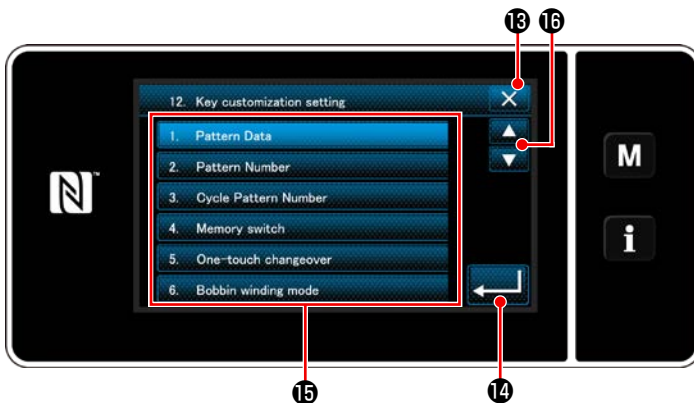 ⓭ ⓰
12. Key customization setting
1. Pattern Data
2. Pattern Number
3. Cycle Pattern Number
4. Memory switch
5. One-touch changeover
6. Bobbin winding mode
M
i
N
⓯ ⓮